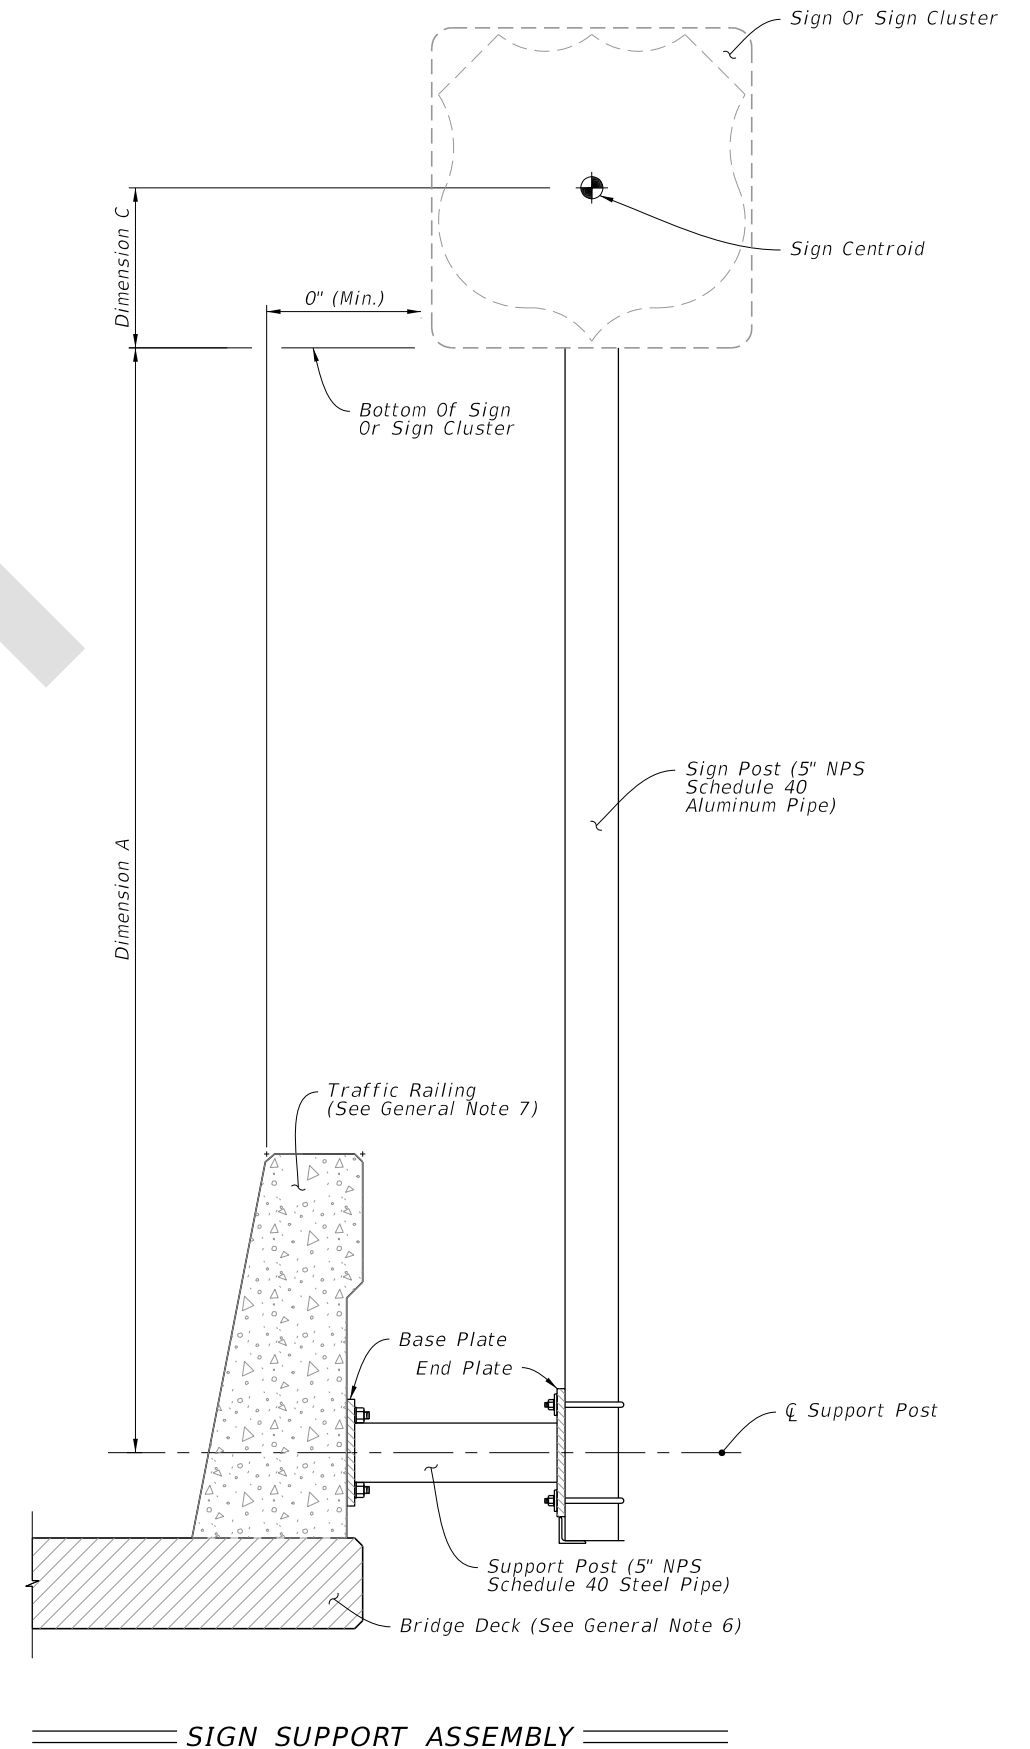 Sign Or Sign Cluster
Dimension C
Sign Centroid
0" (Min.)
Bottom Of Sign
Or Sign Cluster
Sign Post (5" NPS
Schedule 40
Aluminum Pipe)
Dimension A
Traffic Railing
(See General Note 7)
Base Plate
End Plate
℄ Support Post
Support Post (5" NPS
Schedule 40 Steel Pipe)
Bridge Deck (See General Note 6)
SIGN SUPPORT ASSEMBLY